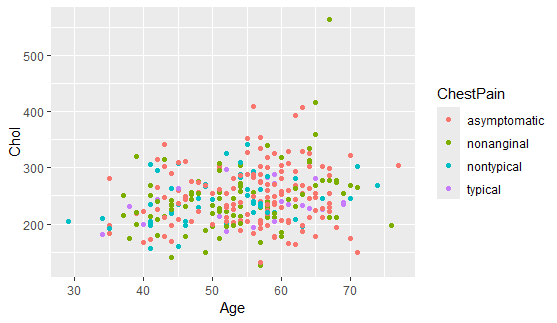 500
400
300
200
Chol
30
40
50
60
70
Age
ChestPain
asymptomatic
nonanginal
nontypical
typical